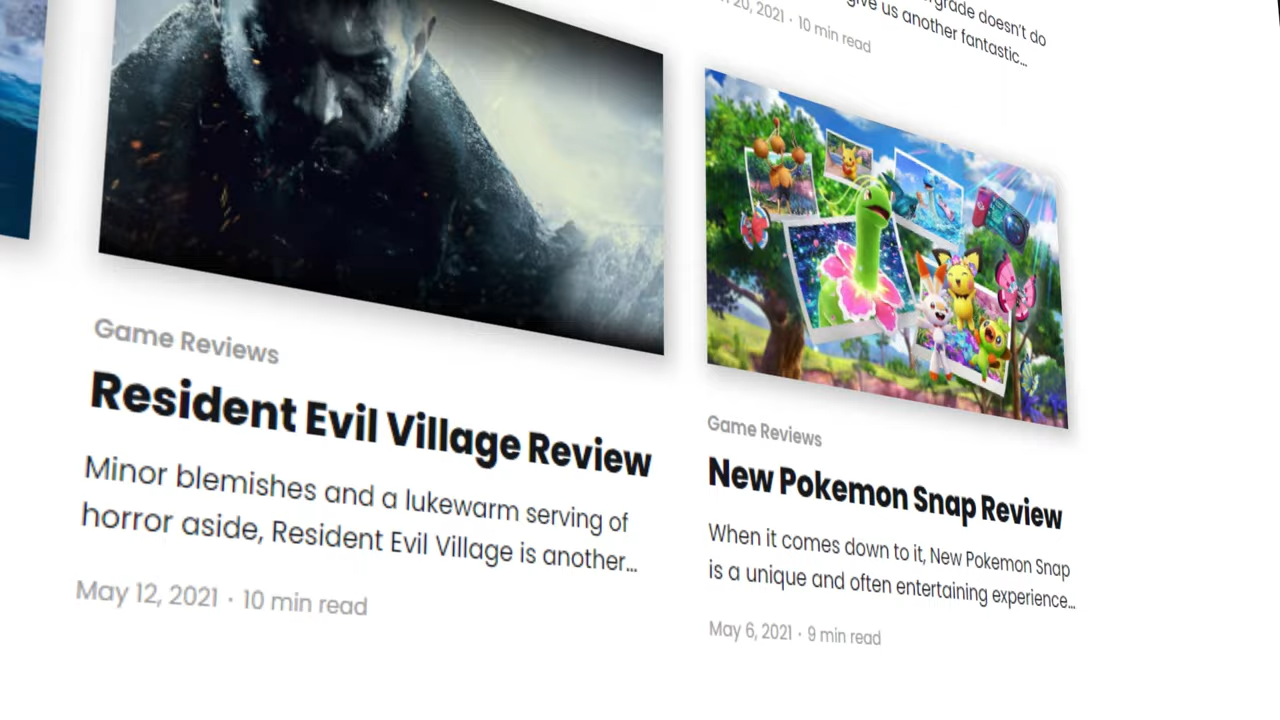 Game Reviews
Resident Evil Village Review
Minor blemishes and a lukewarm serving of
horror aside, Resident Evil Village is another...
May 12, 2021 · 10 min read
doesn't do
give us another fantastic...
20, 2021 · 10 min read
Game Reviews
New Pokemon Snap Review
When it comes down to it, New Pokemon Snap
is a unique and often entertaining experience...
May 6, 2021 · 9 min read